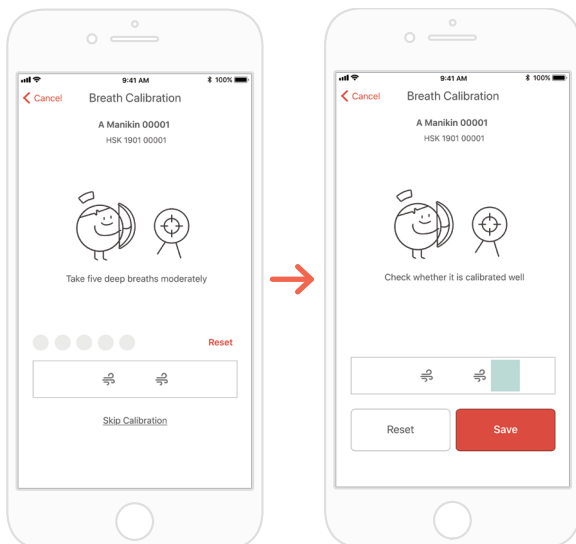 9:41 AM
100%
Cancel
Breath Calibration
A Manikin 00001
HSK 1901 00001
Take five deep breaths moderately
Reset
Skip Calibration
9:41 AM
100%
Cancel
Breath Calibration
A Manikin 00001
HSK 1901 00001
Check whether it is calibrated well
Reset
Save